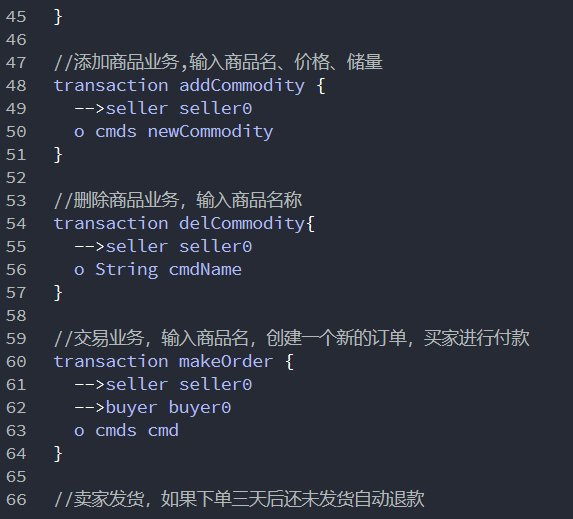 45 }
46
47 //添加商品业务,输入商品名、价格、储量
48 transaction addCommodity {
49   -->seller seller0
50   o cmds newCommodity
51 }
52
53 //删除商品业务，输入商品名称
54 transaction delCommodity{
55   -->seller seller0
56   o String cmdName
57 }
58
59 //交易业务，输入商品名，创建一个新的订单，买家进行付款
60 transaction makeOrder {
61   -->seller seller0
62   -->buyer buyer0
63   o cmds cmd
64 }
65
66 //卖家发货，如果下单三天后还未发货自动退款